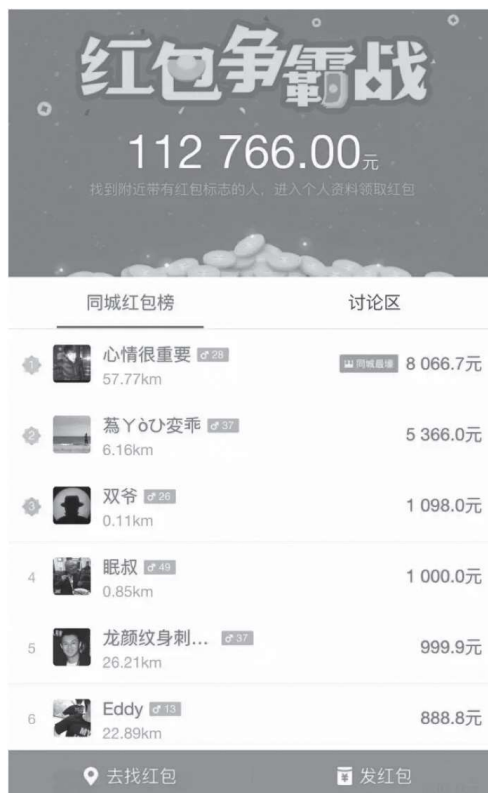 红包争霸战
112 766.00元
找到附近带有红包标志的人，进入个人资料领取红包
同城红包榜
讨论区
1
心情很重要 ♂28
同城最壕 8 066.7元
57.77km
2
蒍丫òひ变乖 ♂37
5 366.0元
6.16km
3
双爷 ♂26
1 098.0元
0.11km
4
眠叔 ♂49
1 000.0元
0.85km
5
龙颜纹身刺... ♂37
999.9元
26.21km
6
Eddy ♂13
888.8元
22.89km
去找红包
¥ 发红包